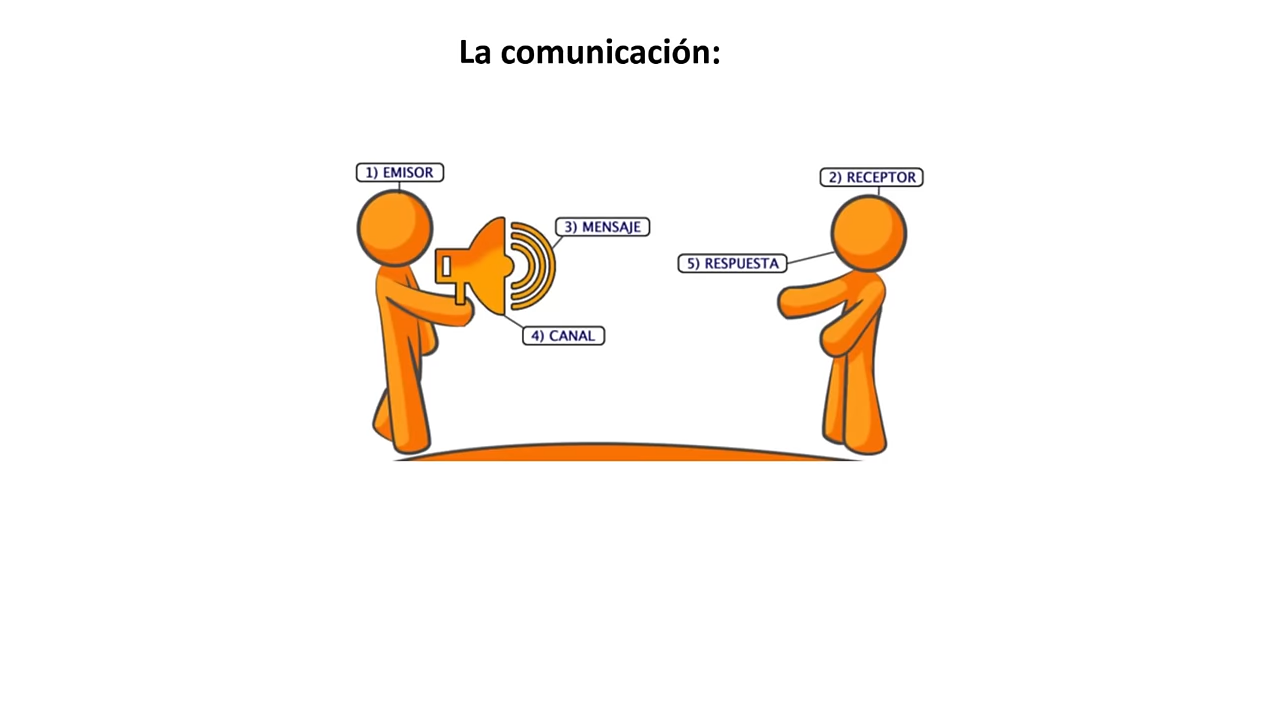 La comunicación:
1) EMISOR
2) RECEPTOR
3) MENSAJE
5) RESPUESTA
4) CANAL